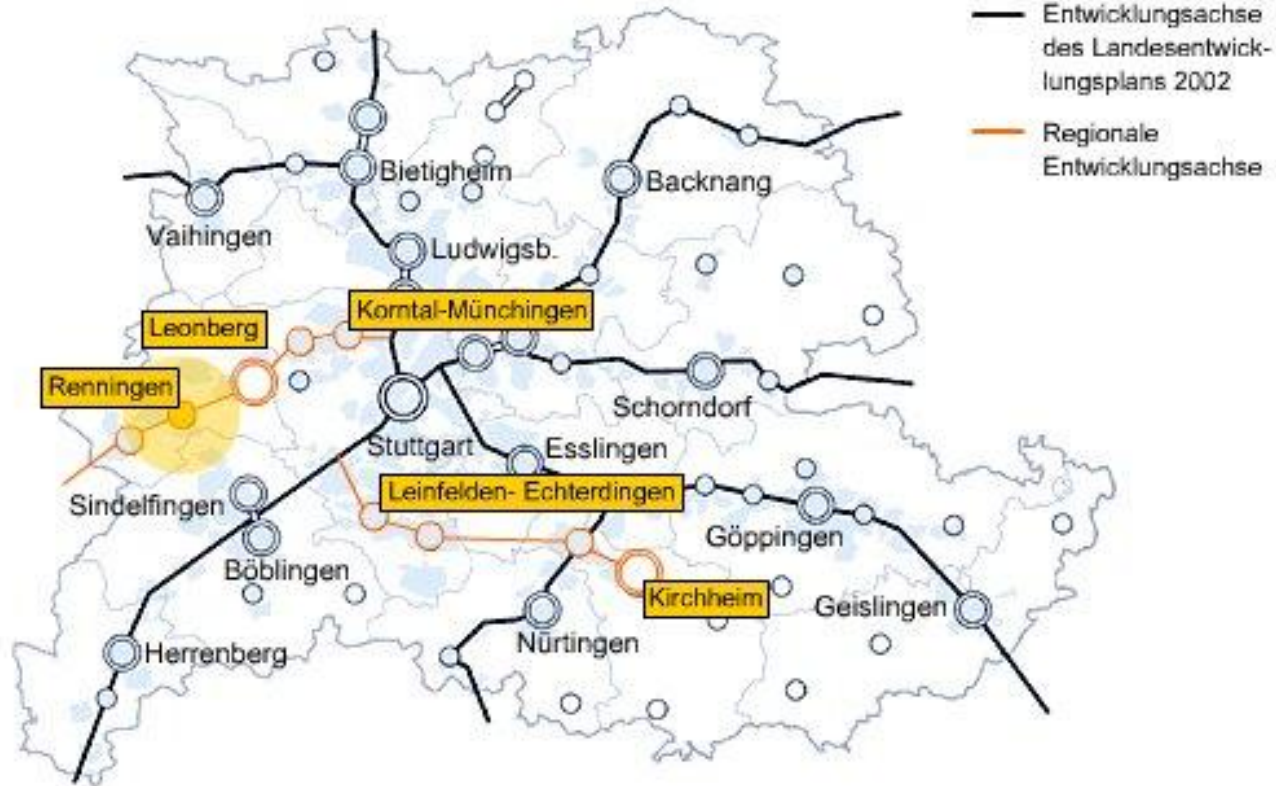 Entwicklungsachse
des Landesentwick-
lungsplans 2002
Regionale
Entwicklungsachse
Bietigheim
Backnang
Vaihingen
Ludwigsb.
Korntal-Münchingen
Leonberg
Renningen
Schorndorf
Stuttgart
Esslingen
Leinfelden- Echterdingen
Sindelfingen
Göppingen
Böblingen
Kirchheim
Geislingen
Nürtingen
Herrenberg